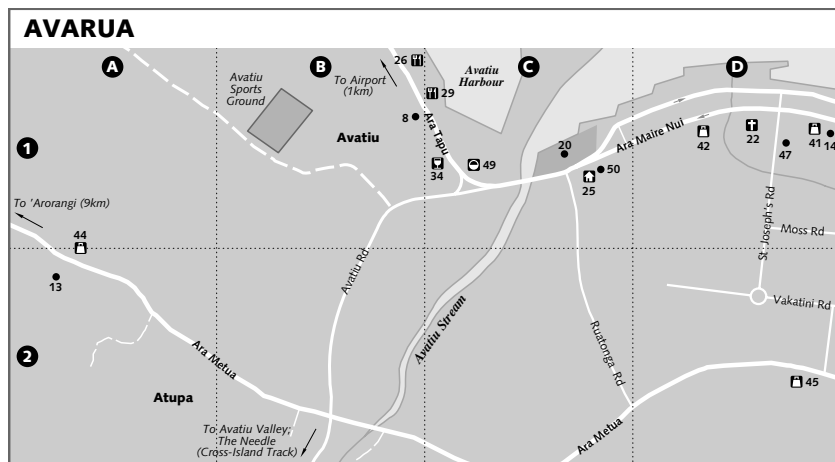 AVARUA
A
B
C
D
1
2
Avatiu
Sports
Ground
To Airport
(1km)
26
29
8
Ara Tapu
Avatiu
Harbour
Avatiu
34
49
20
50
25
Ara Maire Nui
42
22
47
41
14
To 'Arorangi (9km)
44
13
Avatiu Rd
Avatiu Stream
Ruatonga Rd
St Joseph's Rd
Moss Rd
Vakatini Rd
45
Ara Metua
Atupa
To Avatiu Valley;
The Needle
(Cross-Island Track)
Ara Metua